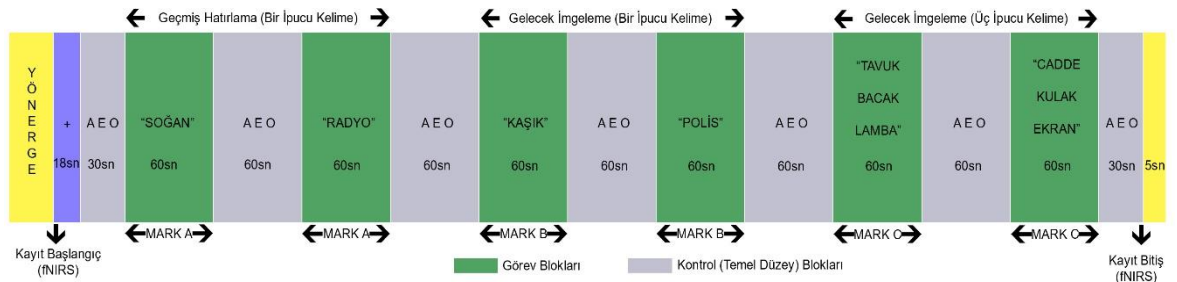 Geçmiş Hatırlama (Bir İpucu Kelime)
Gelecek İmgeleme (Bir İpucu Kelime)
Gelecek İmgeleme (Üç İpucu Kelime)
YÖNERGE
+
18sn
A E O
30sn
"SOĞAN"
60sn
A E O
60sn
"RADYO"
60sn
A E O
60sn
"KAŞIK"
60sn
A E O
60sn
"POLİS"
60sn
A E O
60sn
"TAVUK
BACAK
LAMBA"
60sn
A E O
60sn
"CADDE
KULAK
EKRAN"
60sn
A E O
30sn
5sn
MARK A
MARK A
MARK B
MARK B
MARK C
MARK C
Kayıt Başlangıç
(fNIRS)
Görev Blokları
Kontrol (Temel Düzey) Blokları
Kayıt Bitiş
(fNIRS)